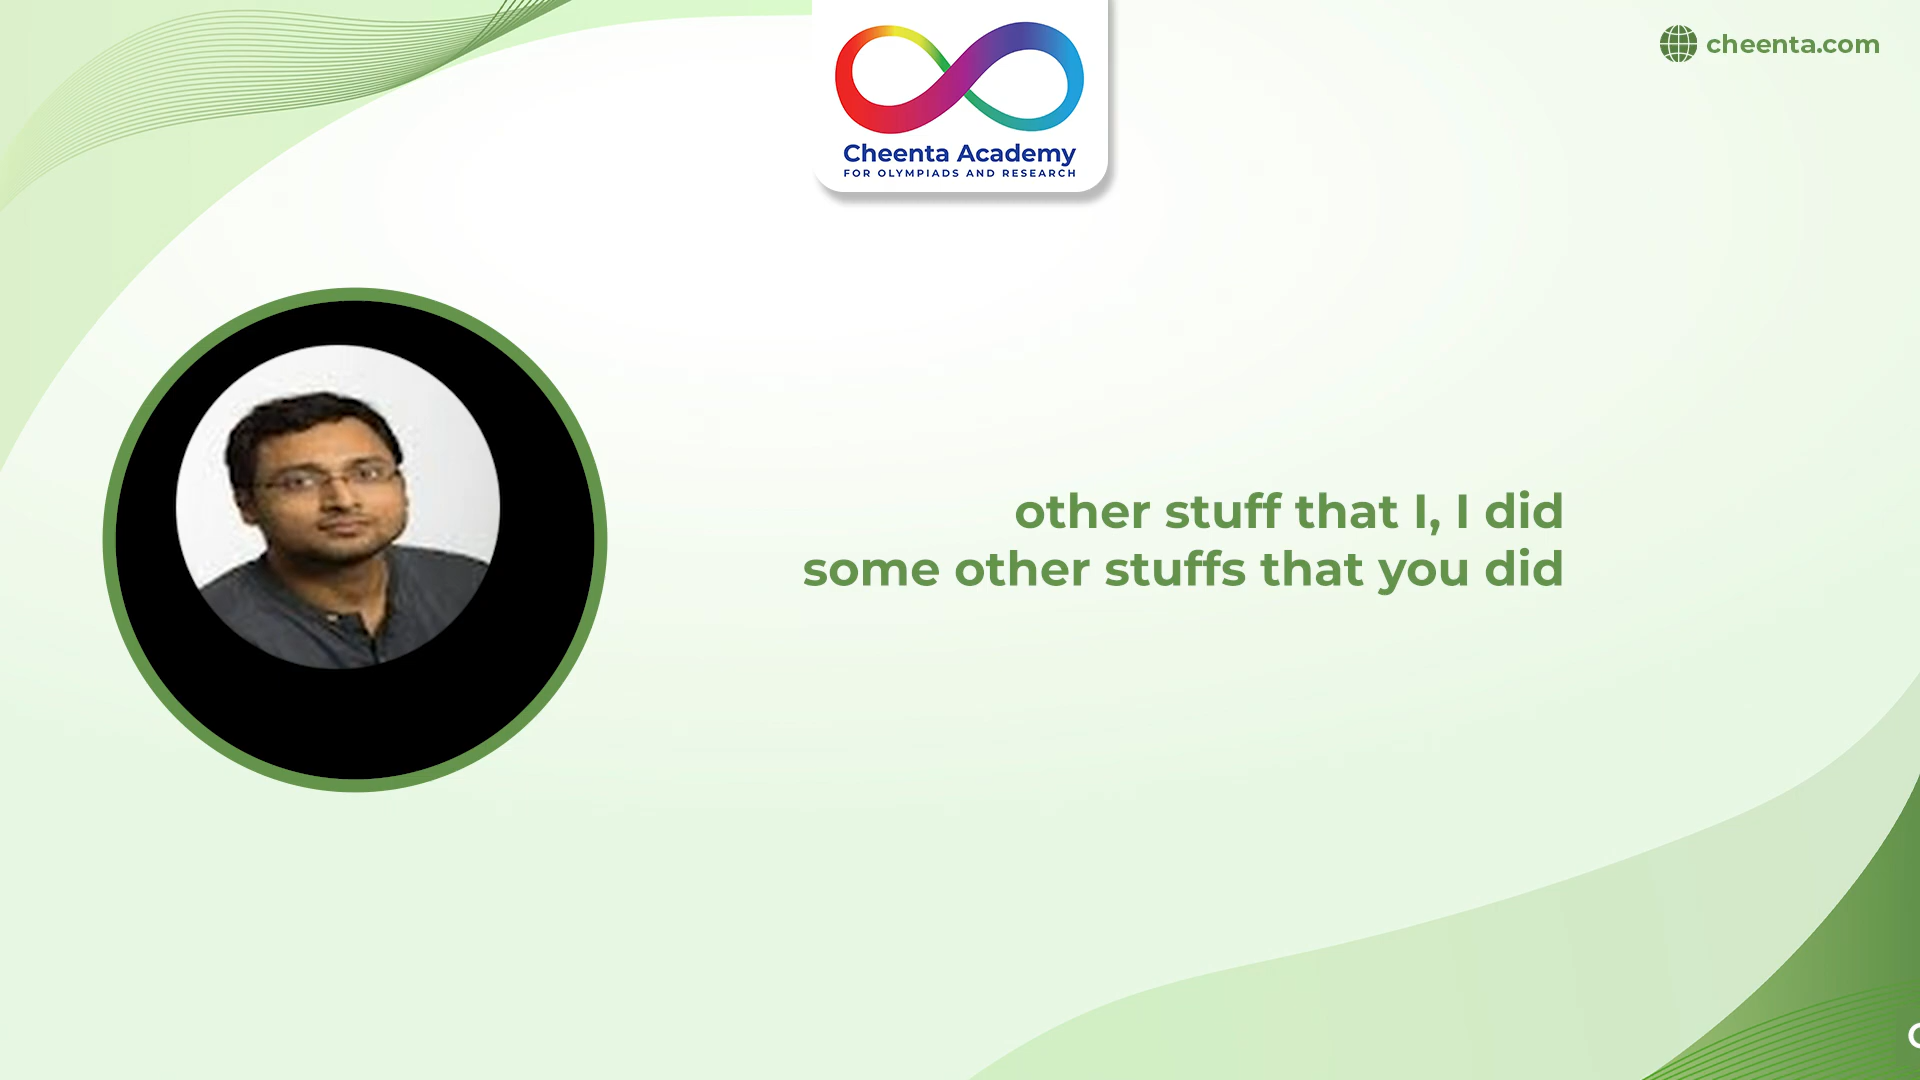 cheenta.com
Cheenta Academy
FOR OLYMPIADS AND RESEARCH
other stuff that I, I did
some other stuffs that you did